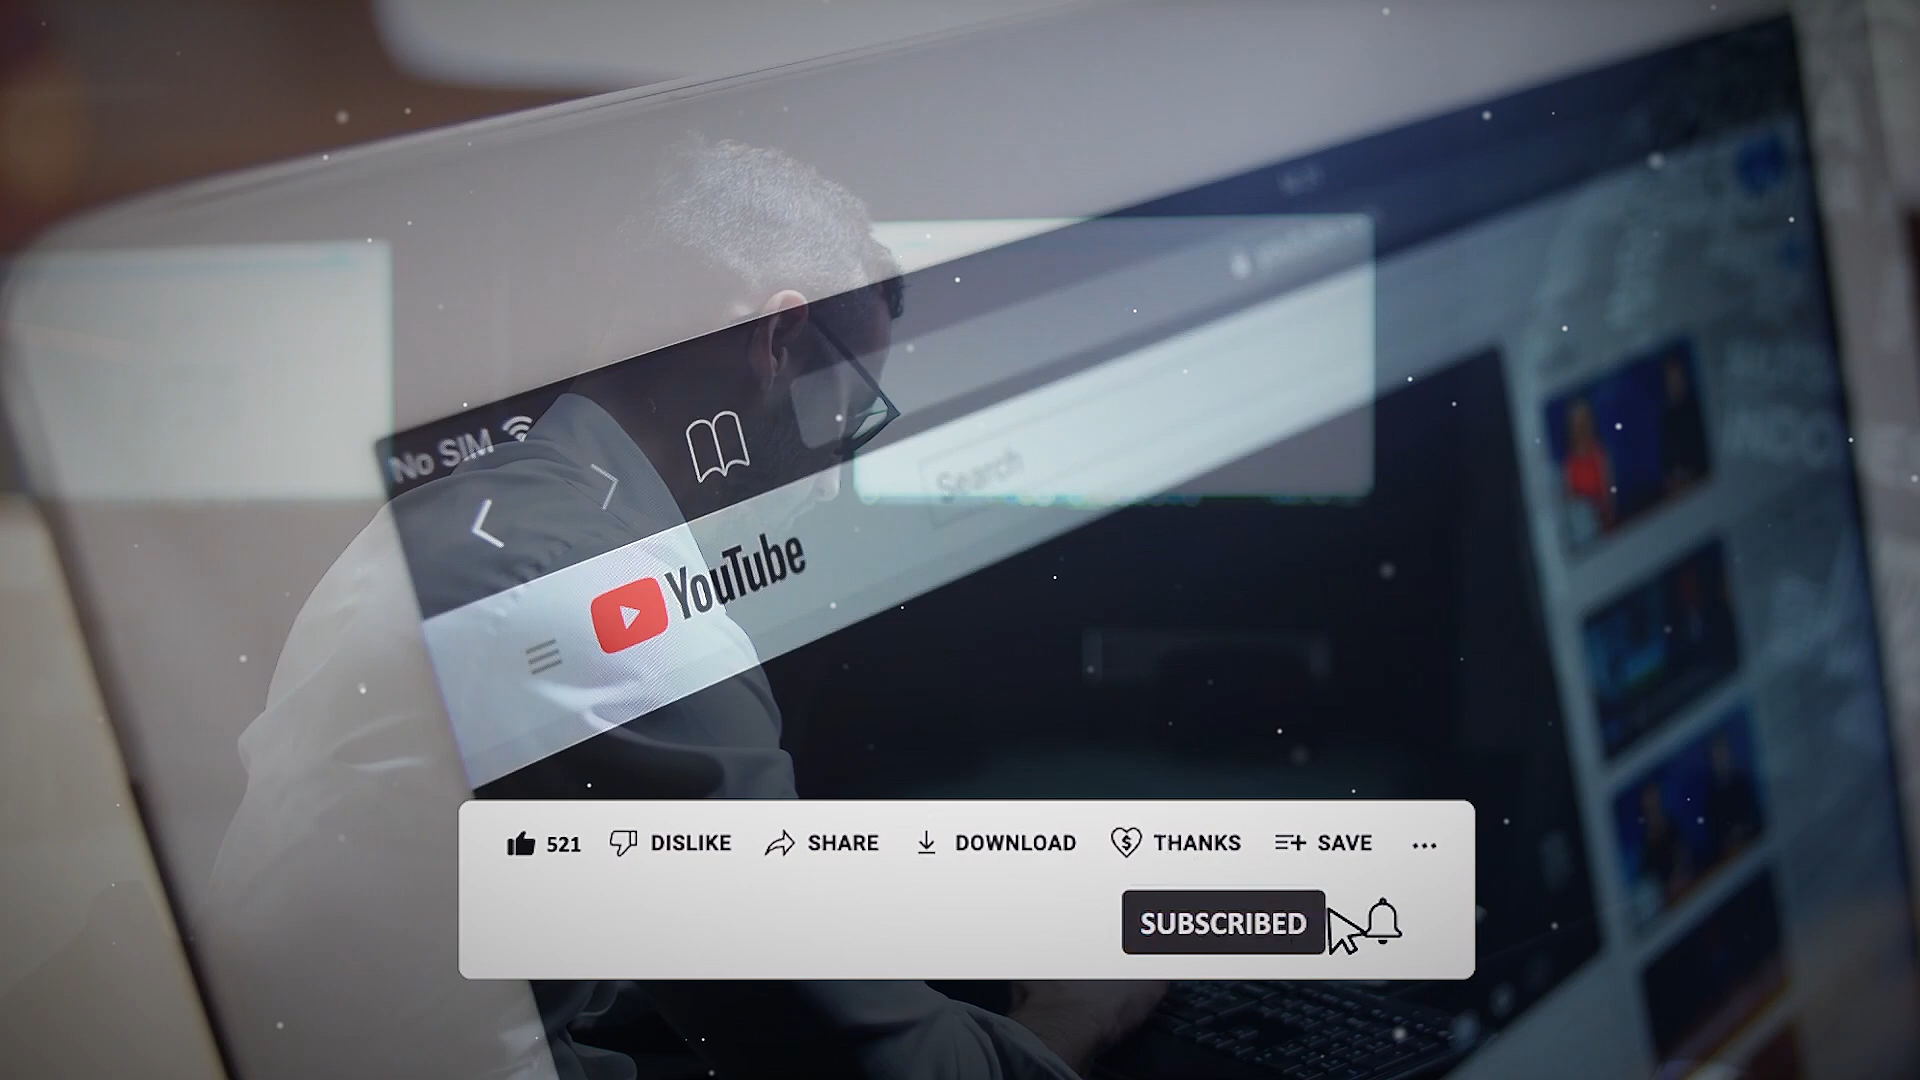 No SIM
Search
YouTube
521 DISLIKE SHARE DOWNLOAD THANKS SAVE ...
SUBSCRIBED